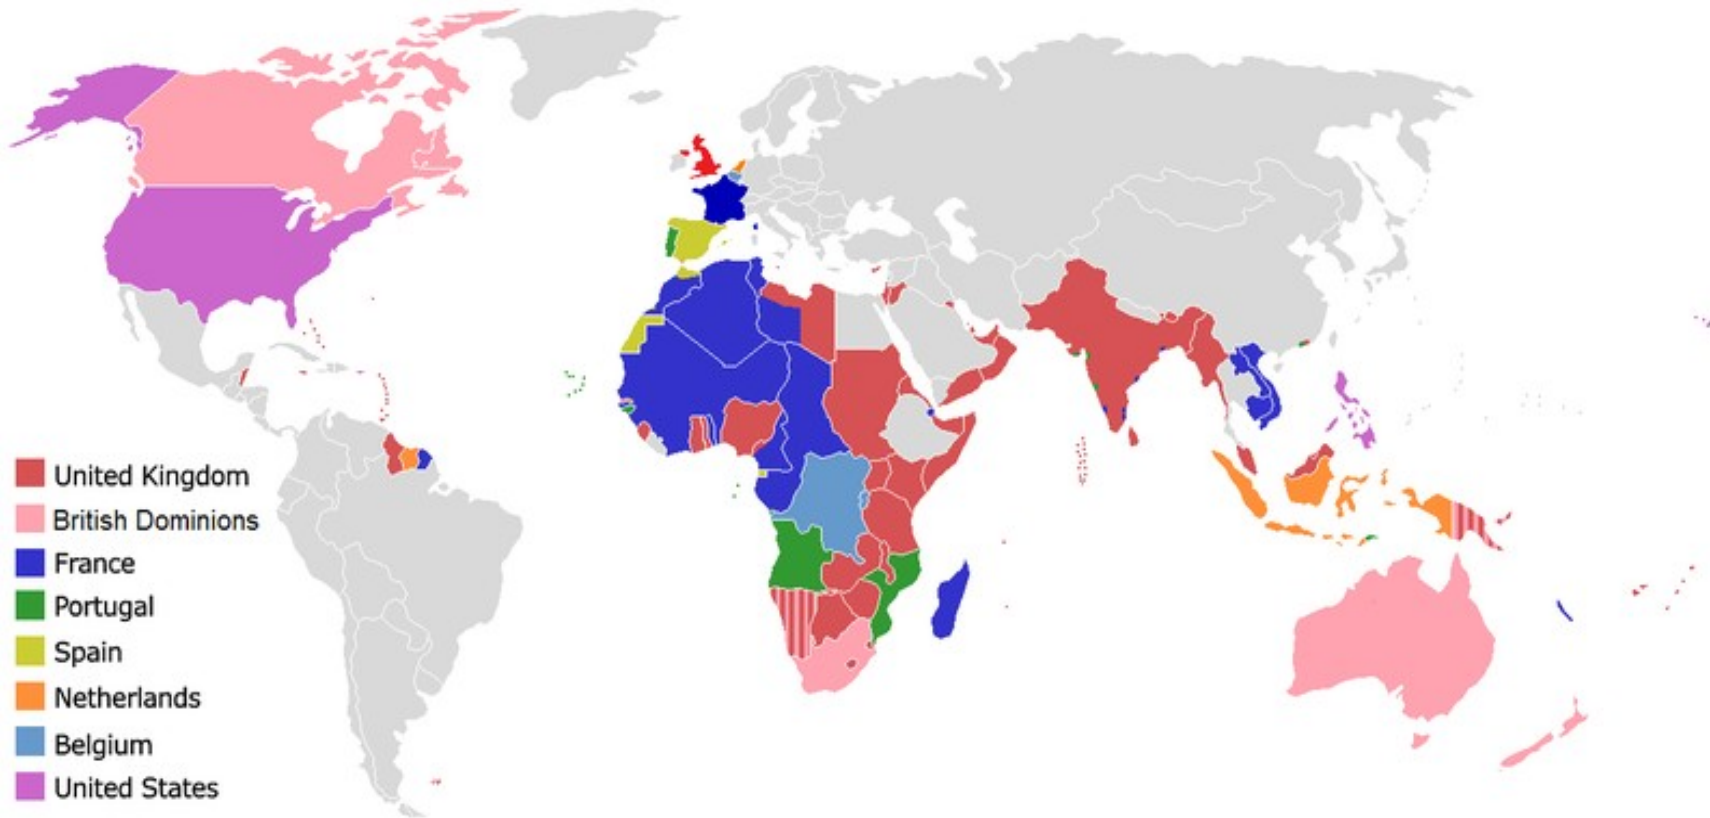 United Kingdom
British Dominions
France
Portugal
Spain
Netherlands
Belgium
United States